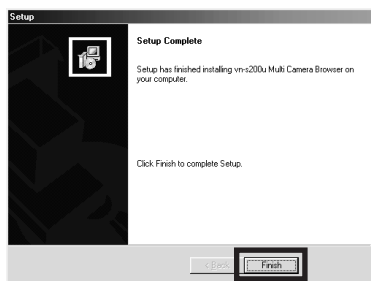 Setup
Setup Complete
Setup has finished installing vn-s200u Multi Camera Browser on
your computer.
Click Finish to complete Setup.
< Back
Finish